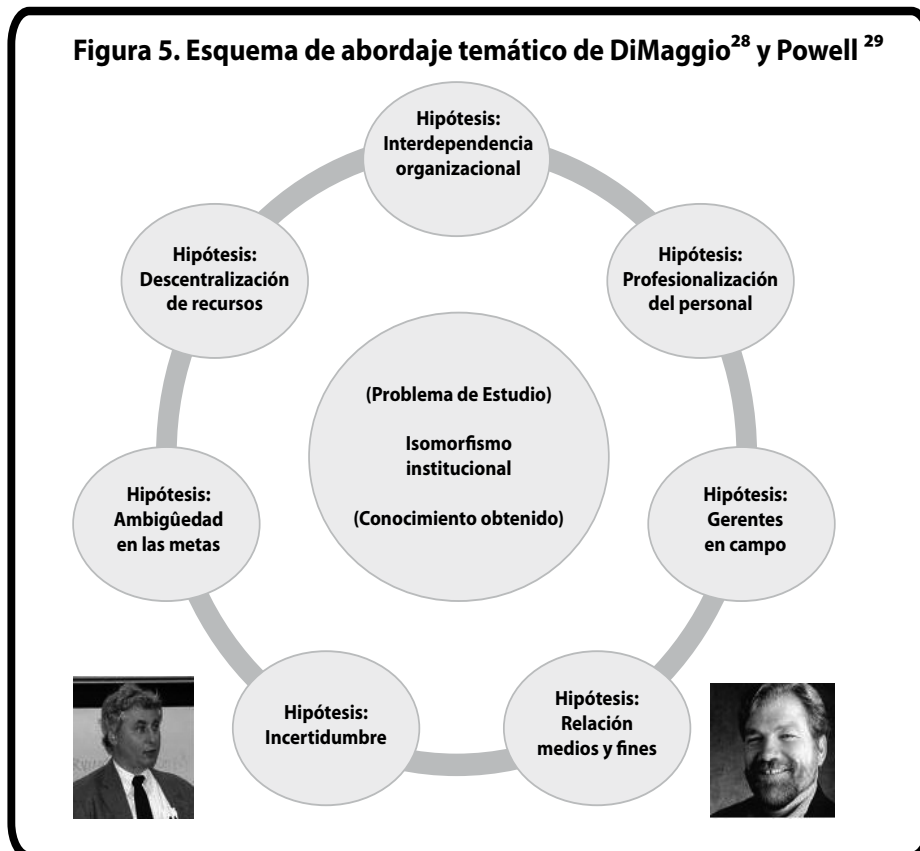 Figura 5. Esquema de abordaje temático de DiMaggio28 y Powell 29
Hipótesis:
Interdependencia
organizacional
Hipótesis:
Descentralización
de recursos
Hipótesis:
Profesionalización
del personal
(Problema de Estudio)
Isomorfismo
institucional
(Conocimiento obtenido)
Hipótesis:
Ambigûedad
en las metas
Hipótesis:
Gerentes
en campo
Hipótesis:
Incertidumbre
Hipótesis:
Relación
medios y fines